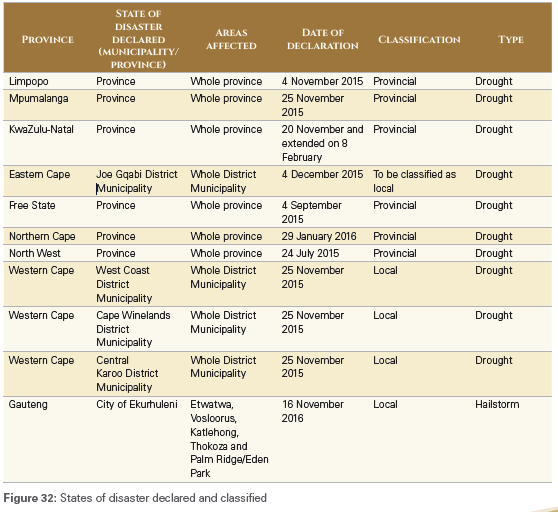 PROVINCE STATE OF DISASTER DECLARED (MUNICIPALITY/ PROVINCE) AREAS AFFECTED DATE OF DECLARATION CLASSIFICATION TYPE
Limpopo Province Whole province 4 November 2015 Provincial Drought
Mpumalanga Province Whole province 25 November 2015 Provincial Drought
KwaZulu-Natal Province Whole province 20 November and extended on 8 February Provincial Drought
Eastern Cape Joe Gqabi District Municipality Whole District Municipality 4 December 2015 To be classified as local Drought
Free State Province Whole province 4 September 2015 Provincial Drought
Northern Cape Province Whole province 29 January 2016 Provincial Drought
North West Province Whole province 24 July 2015 Provincial Drought
Western Cape West Coast District Municipality Whole District Municipality 25 November 2015 Local Drought
Western Cape Cape Winelands District Municipality Whole District Municipality 25 November 2015 Local Drought
Western Cape Central Karoo District Municipality Whole District Municipality 25 November 2015 Local Drought
Gauteng City of Ekurhuleni Etwatwa, Vosloorus, Katlehong, Thokoza and Palm Ridge/Eden Park 16 November 2016 Local Hailstorm
Figure 32: States of disaster declared and classified